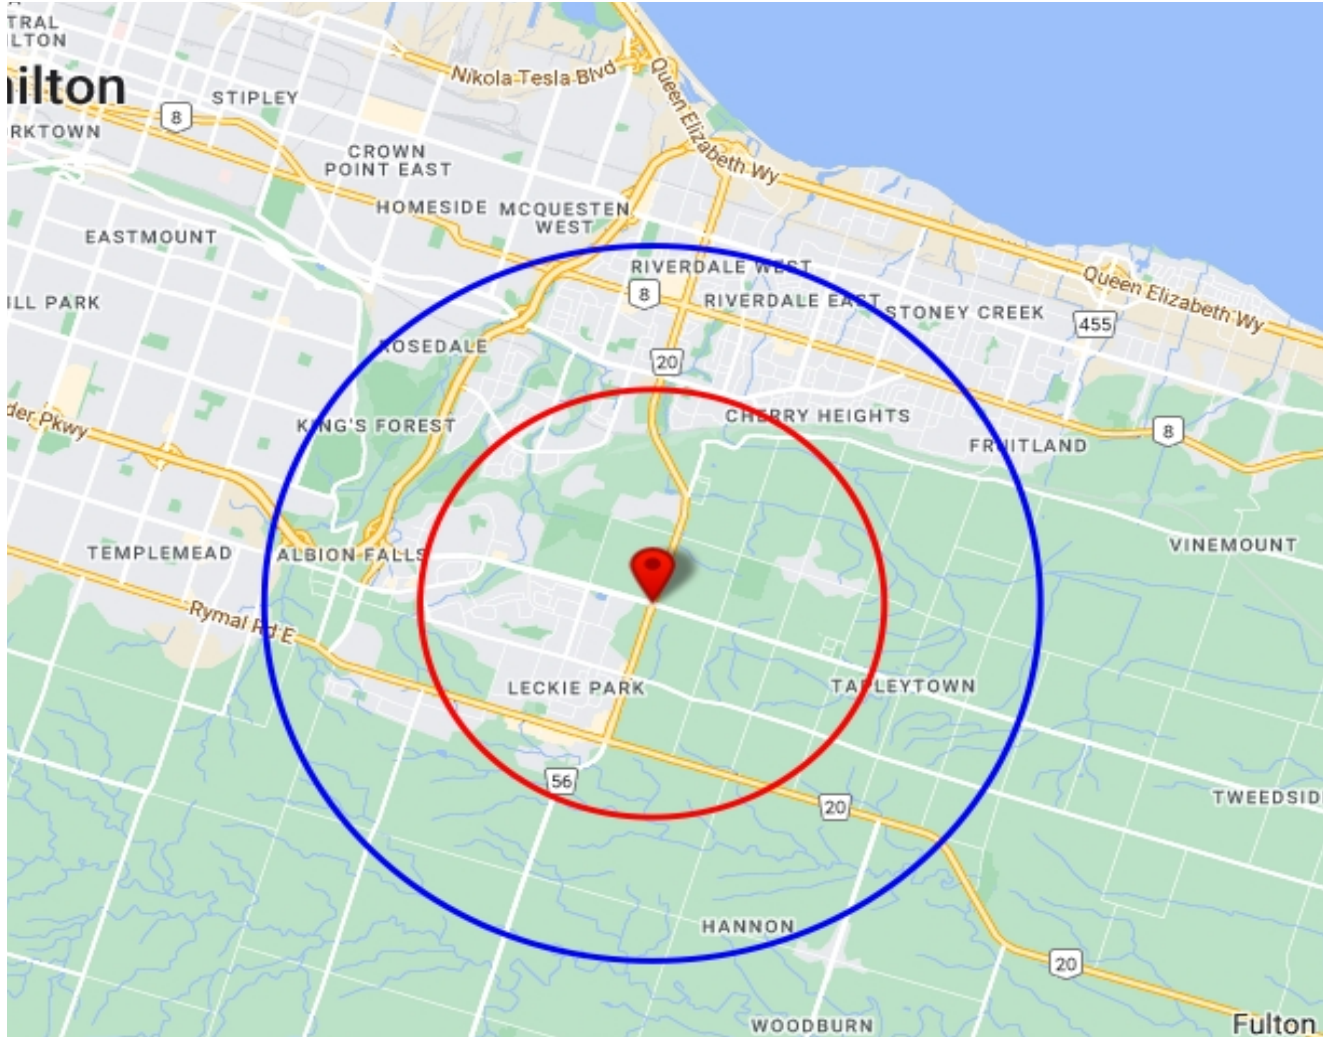 TRAL
ILTON
Nikola Tesla Blvd
Queen Elizabeth Wy
ilton
STIPLEY
8
RKTOWN
CROWN
POINT EAST
HOMESIDE
MCQUESTEN
WEST
EASTMOUNT
RIVERDALE WEST
Queen Elizabeth Wy
8
RIVERDALE EAST
ILL PARK
STONEY CREEK
455
ROSEDALE
20
der Pkwy
KING'S FOREST
CHERRY HEIGHTS
8
FRUITLAND
TEMPLEMEAD
ALBION FALLS
VINEMOUNT
Rymal Rd E
LECKIE PARK
TAPLEYTOWN
56
20
TWEEDSID
HANNON
20
WOODBURN
Fulton